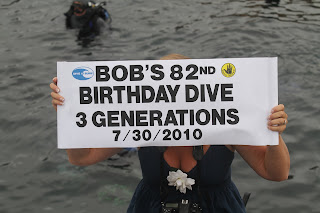 BOB'S 82ND
BIRTHDAY DIVE
3 GENERATIONS
7/30/2010